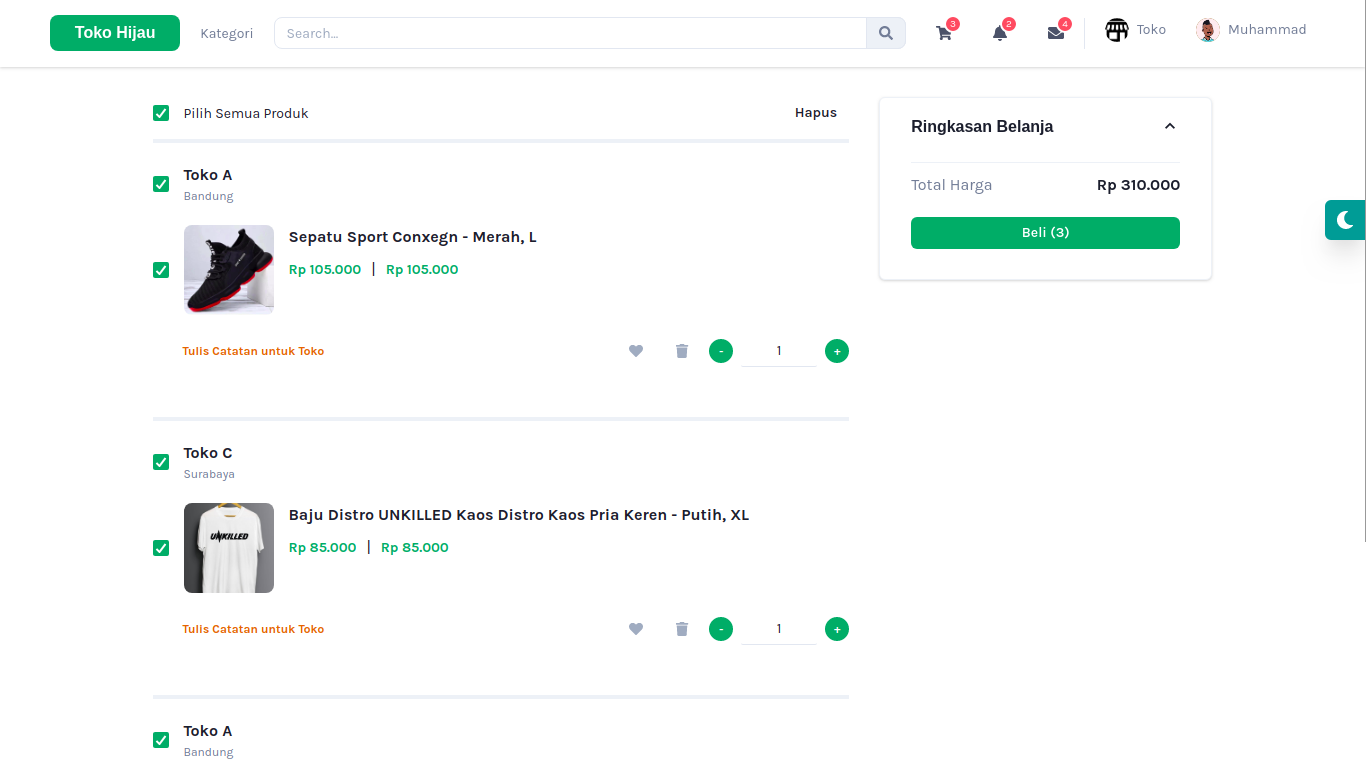 Toko Hijau
Kategori
Search...
3
2
4
Toko
Muhammad
Pilih Semua Produk
Hapus
Toko A
Bandung
Sepatu Sport Conxegn - Merah, L
Rp 105.000 | Rp 105.000
Tulis Catatan untuk Toko
- 1 +
Toko C
Surabaya
UNKILLED
Baju Distro UNKILLED Kaos Distro Kaos Pria Keren - Putih, XL
Rp 85.000 | Rp 85.000
Tulis Catatan untuk Toko
- 1 +
Toko A
Bandung
Ringkasan Belanja
Total Harga Rp 310.000
Beli (3)